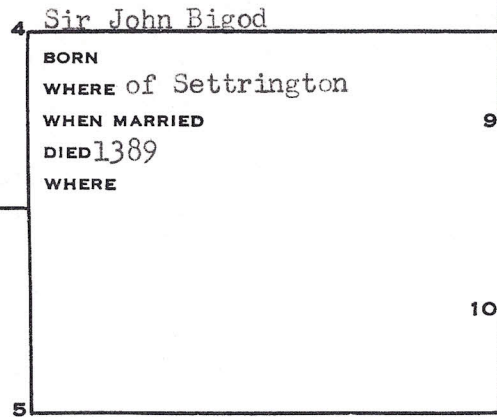 4 Sir John Bigod
BORN
WHERE of Settrington
WHEN MARRIED
9
DIED 1389
WHERE
10
5